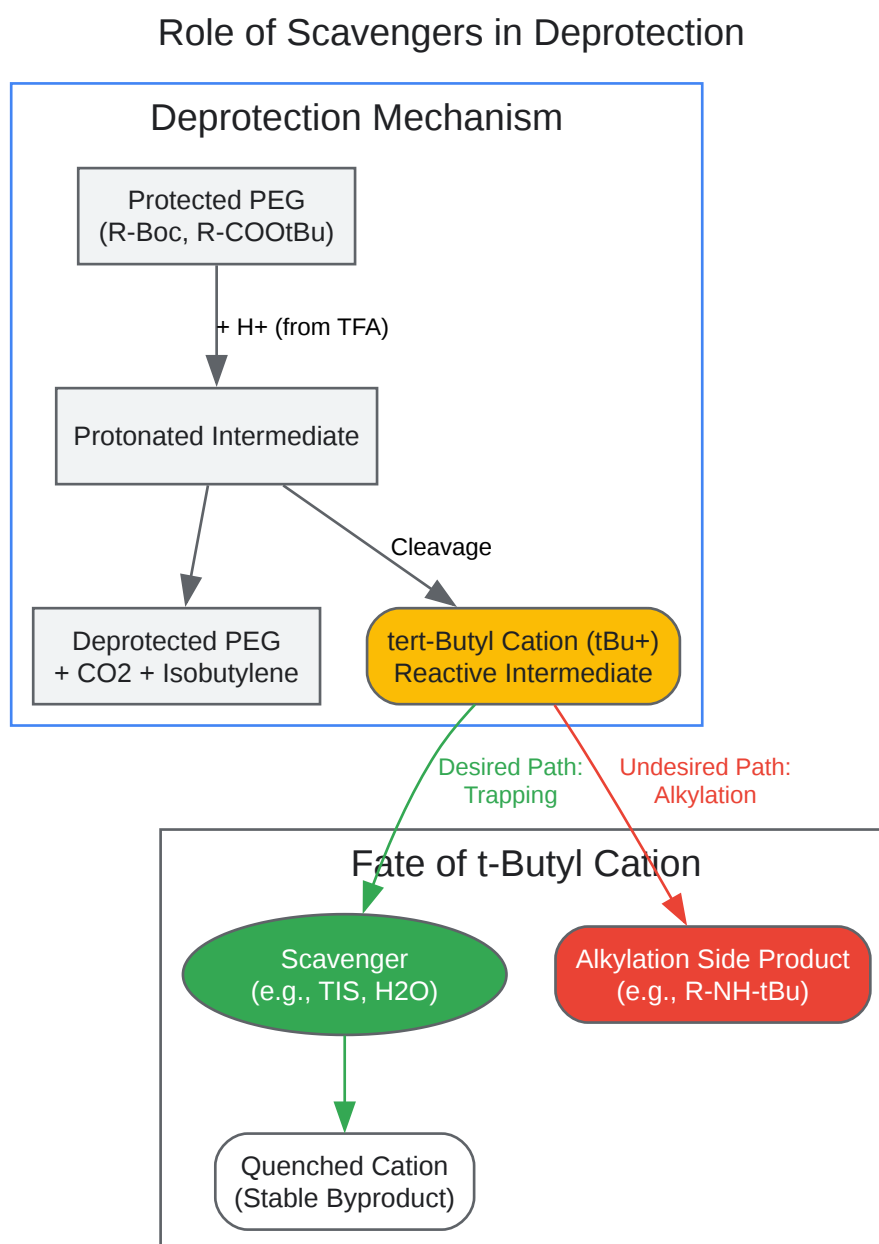 Role of Scavengers in Deprotection
Deprotection Mechanism
Protected PEG
(R-Boc, R-COOtBu)
+ H+ (from TFA)
Protonated Intermediate
Cleavage
Deprotected PEG
+ CO2 + Isobutylene
tert-Butyl Cation (tBu+)
Reactive Intermediate
Desired Path:
Trapping
Undesired Path:
Alkylation
Fate of t-Butyl Cation
Scavenger
(e.g., TIS, H2O)
Alkylation Side Product
(e.g., R-NH-tBu)
Quenched Cation
(Stable Byproduct)